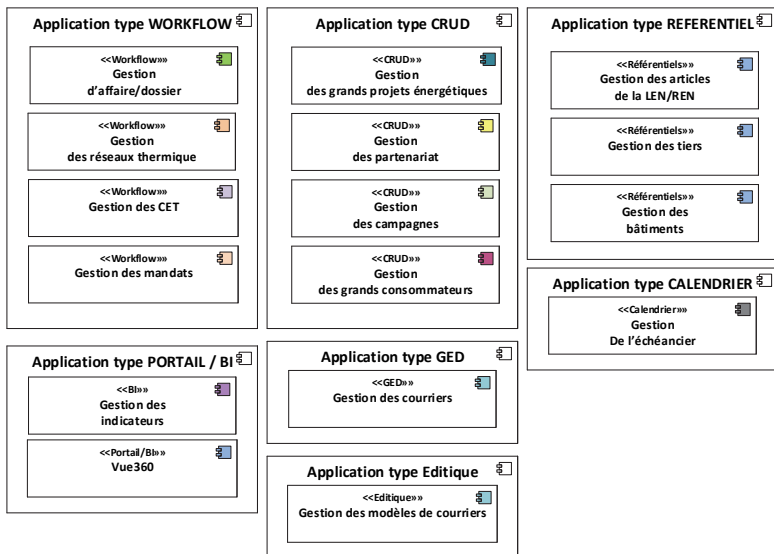 Application type WORKFLOW
<<Workflow»»
Gestion
d'affaire/dossier
<<Workflow»»
Gestion
des réseaux thermique
<<Workflow»»
Gestion des CET
<<Workflow»»
Gestion des mandats
Application type CRUD
<<CRUD»»
Gestion
des grands projets énergétiques
<<CRUD»»
Gestion
des partenariat
<<CRUD»»
Gestion
des campagnes
<<CRUD»»
Gestion
des grands consommateurs
Application type REFERENTIEL
<<Référentiels»»
Gestion des articles
de la LEN/REN
<<Référentiels»»
Gestion des tiers
<<Référentiels»»
Gestion des
bâtiments
Application type CALENDRIER
<<Calendrier»»
Gestion
De l'échéancier
Application type PORTAIL / BI
<<BI»»
Gestion des
indicateurs
<<Portail/BI»»
Vue360
Application type GED
<<GED»»
Gestion des courriers
Application type Editique
<<Editique»»
Gestion des modèles de courriers